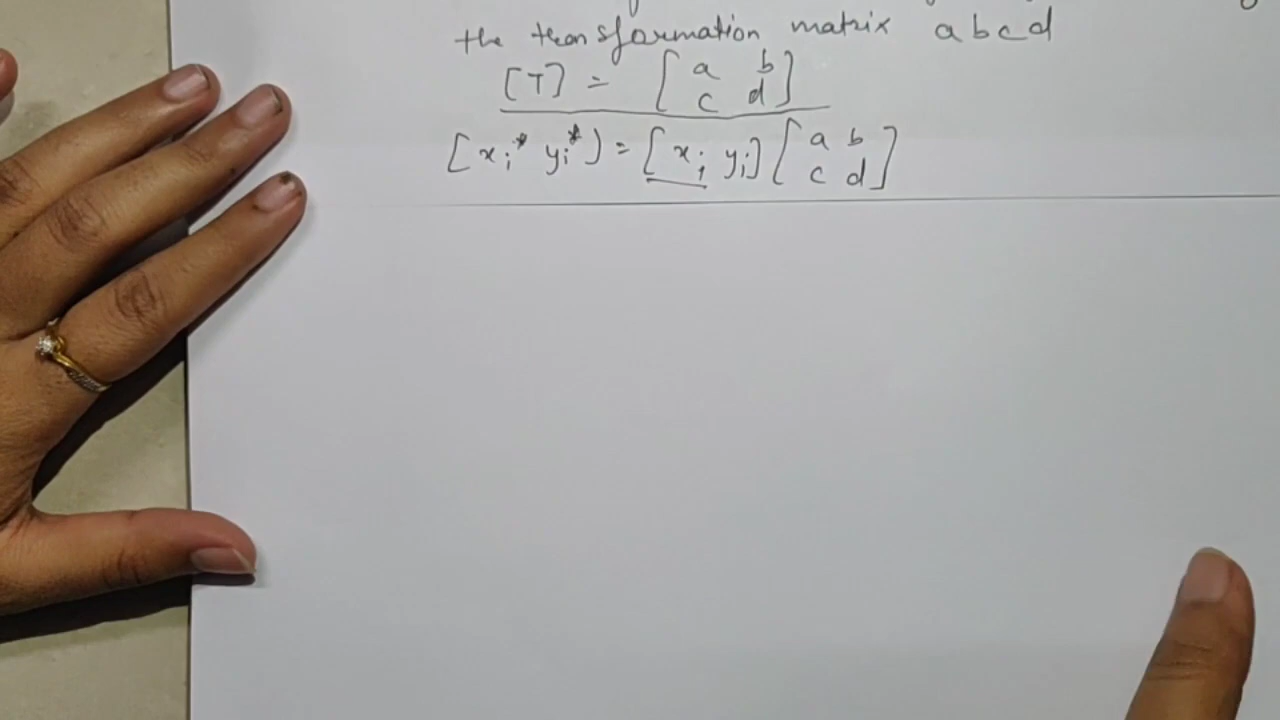 the transformation matrix a b c d
[T] = [ a b
c d ]
[ xi* yi* ] = [ xi yi ] [ a b
c d ]